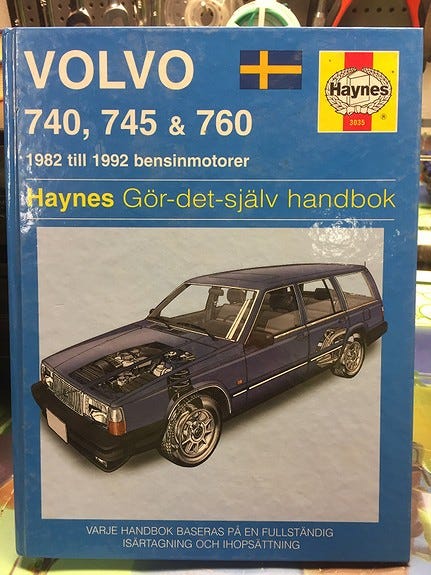 VOLVO
Haynes
3035
740, 745 & 760
1982 till 1992 bensinmotorer
Haynes Gör-det-själv handbok
VARJE HANDBOK BASERAS PÅ EN FULLSTÄNDIG
ISÄRTAGNING OCH IHOPSÄTTNING